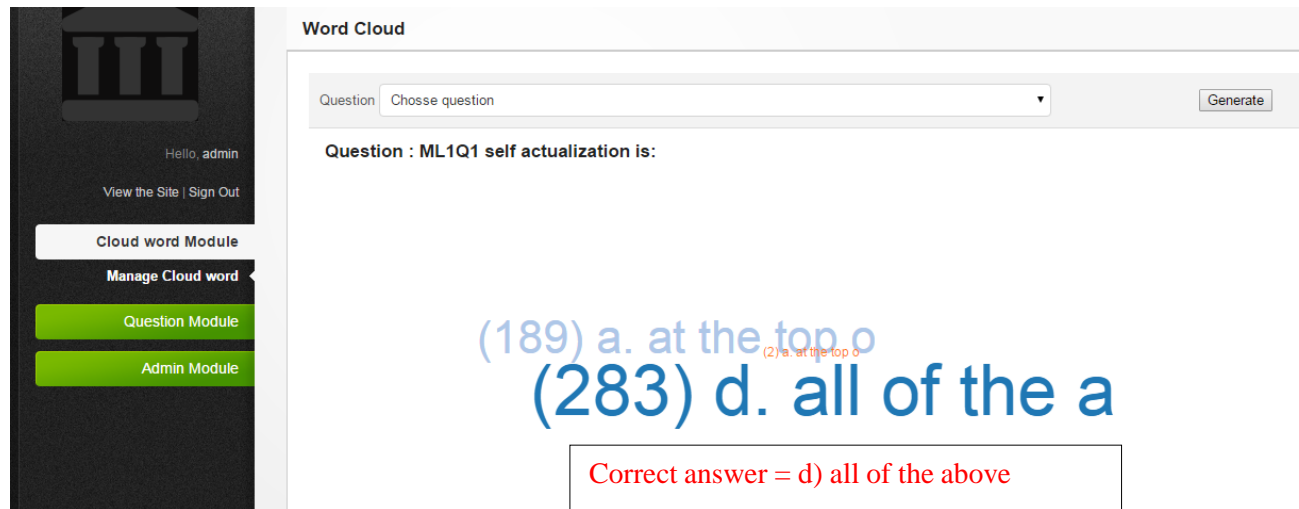 Word Cloud
Question Chosse question Generate
Hello, admin
Question : ML1Q1 self actualization is:
View the Site | Sign Out
Cloud word Module
Manage Cloud word
Question Module
Admin Module
(189) a. at the top o
(2) a. at the top o
(283) d. all of the a
Correct answer = d) all of the above